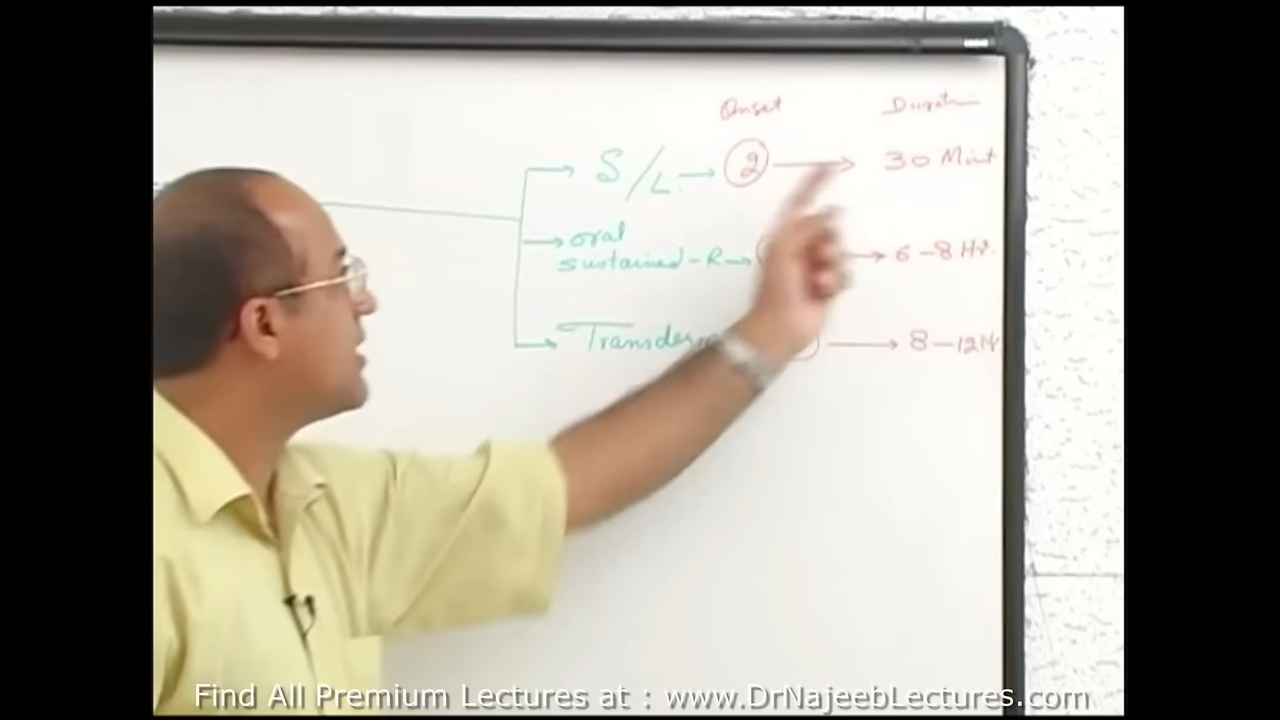 Onset Duratn
S/L. → 2 → 30 Mint
oral
sustained-R → 6-8 Hr.
→ 8-12 Hr
Find All Premium Lectures at : www.DrNajeebLectures.com